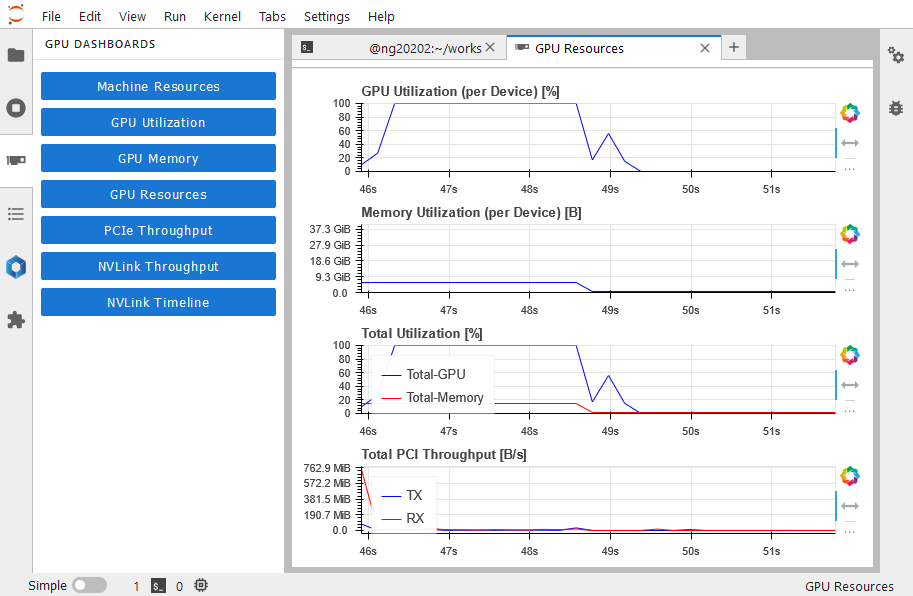 File Edit View Run Kernel Tabs Settings Help
GPU DASHBOARDS
Machine Resources
GPU Utilization
GPU Memory
GPU Resources
PCIe Throughput
NVLink Throughput
NVLink Timeline
@ng20202:~/works
GPU Resources
GPU Utilization (per Device) [%]
100
80
60
40
20
0
46s 47s 48s 49s 50s 51s
Memory Utilization (per Device) [B]
37.3 GiB
27.9 GiB
18.6 GiB
9.3 GiB
0.0
46s 47s 48s 49s 50s 51s
Total Utilization [%]
100
80
60
40
20
0
Total-GPU
Total-Memory
46s 47s 48s 49s 50s 51s
Total PCI Throughput [B/s]
762.9 MiB
572.2 MiB
381.5 MiB
190.7 MiB
0.0
TX
RX
46s 47s 48s 49s 50s 51s
Simple 1 $_ 0 GPU Resources